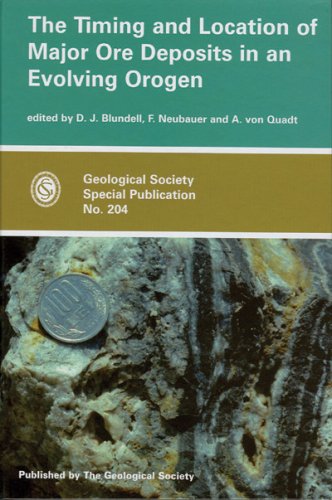 The Timing and Location of
Major Ore Deposits in an
Evolving Orogen
edited by D. J. Blundell, F. Neubauer and A. von Quadt
Geological Society
Special Publication
No. 204
100
Published by The Geological Society